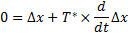 0 = Δx + T* × d/dt Δx